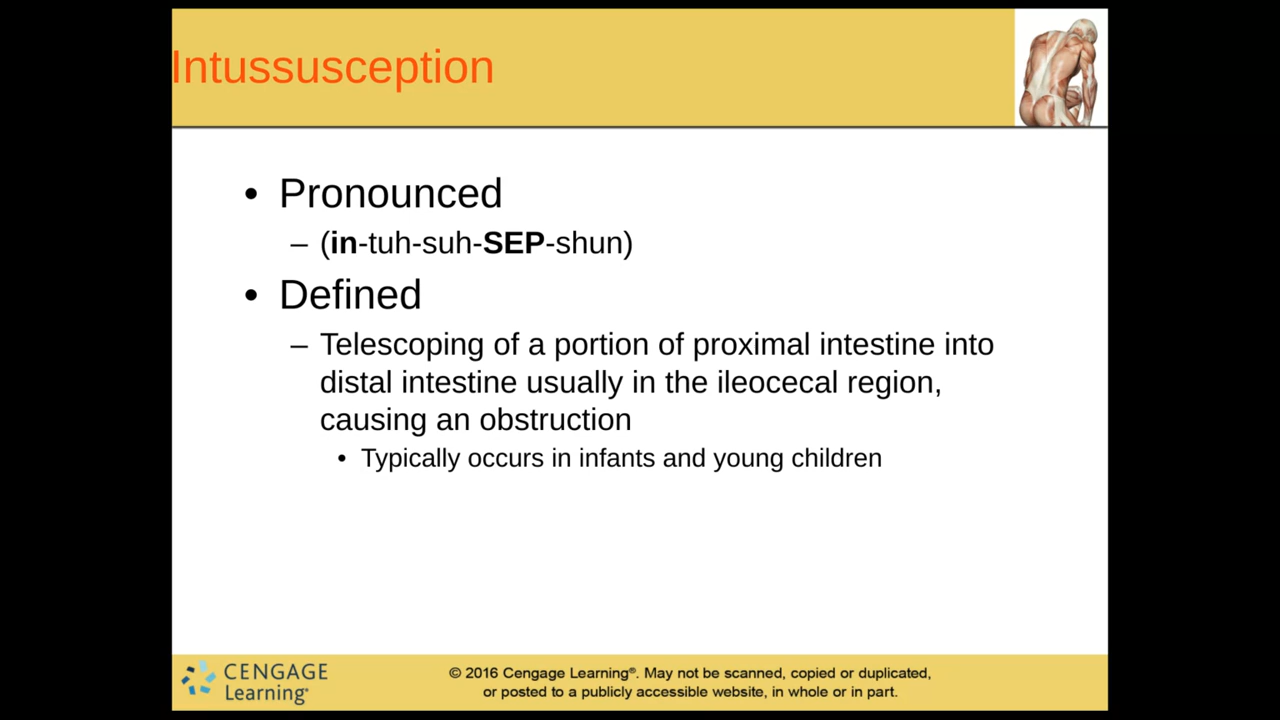 Intussusception
• Pronounced
– (in-tuh-suh-SEP-shun)
• Defined
– Telescoping of a portion of proximal intestine into
distal intestine usually in the ileocecal region,
causing an obstruction
• Typically occurs in infants and young children
CENGAGE
Learning®
© 2016 Cengage Learning®. May not be scanned, copied or duplicated,
or posted to a publicly accessible website, in whole or in part.